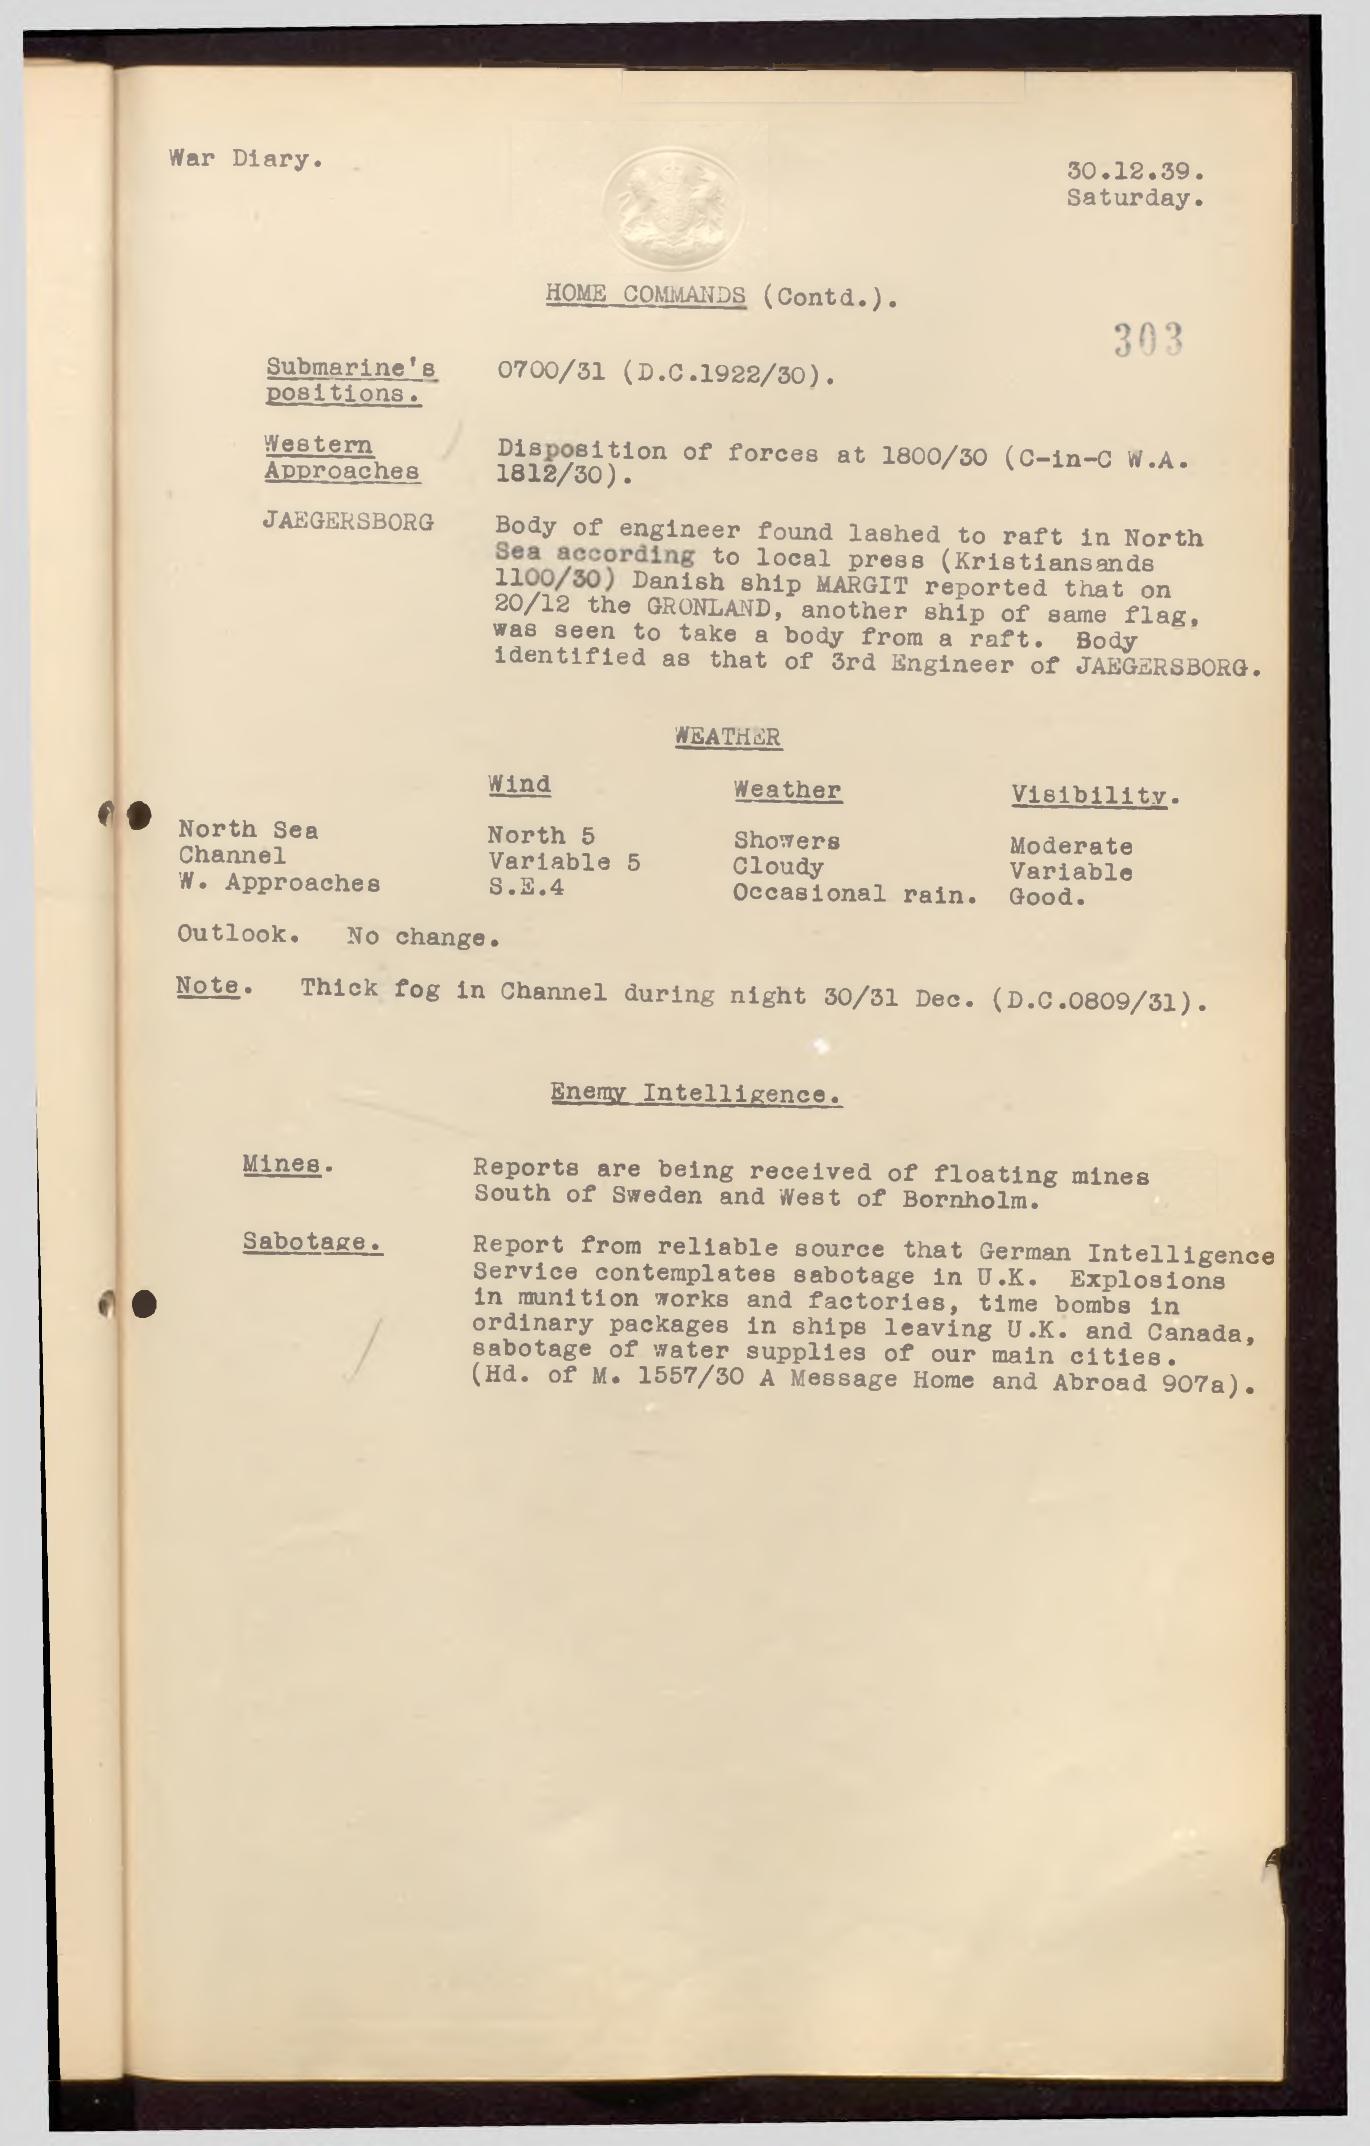 War Diary.
30.12.39.
Saturday.
HOME COMMANDS (Contd.).
303
Submarine's positions.
0700/31 (D.C.1922/30).
Western Approaches
Disposition of forces at 1800/30 (C-in-C W.A.
1812/30).
JAEGERSBORG
Body of engineer found lashed to raft in North
Sea according to local press (Kristiansands
1100/30) Danish ship MARGIT reported that on
20/12 the GRONLAND, another ship of same flag,
was seen to take a body from a raft. Body
identified as that of 3rd Engineer of JAEGERSBORG.
WEATHER
Wind Weather Visibility.
North Sea North 5 Showers Moderate
Channel Variable 5 Cloudy Variable
W. Approaches S.E.4 Occasional rain. Good.
Outlook. No change.
Note. Thick fog in Channel during night 30/31 Dec. (D.C.0809/31).
Enemy Intelligence.
Mines.
Reports are being received of floating mines
South of Sweden and West of Bornholm.
Sabotage.
Report from reliable source that German Intelligence
Service contemplates sabotage in U.K. Explosions
in munition works and factories, time bombs in
ordinary packages in ships leaving U.K. and Canada,
sabotage of water supplies of our main cities.
(Hd. of M. 1557/30 A Message Home and Abroad 907a).